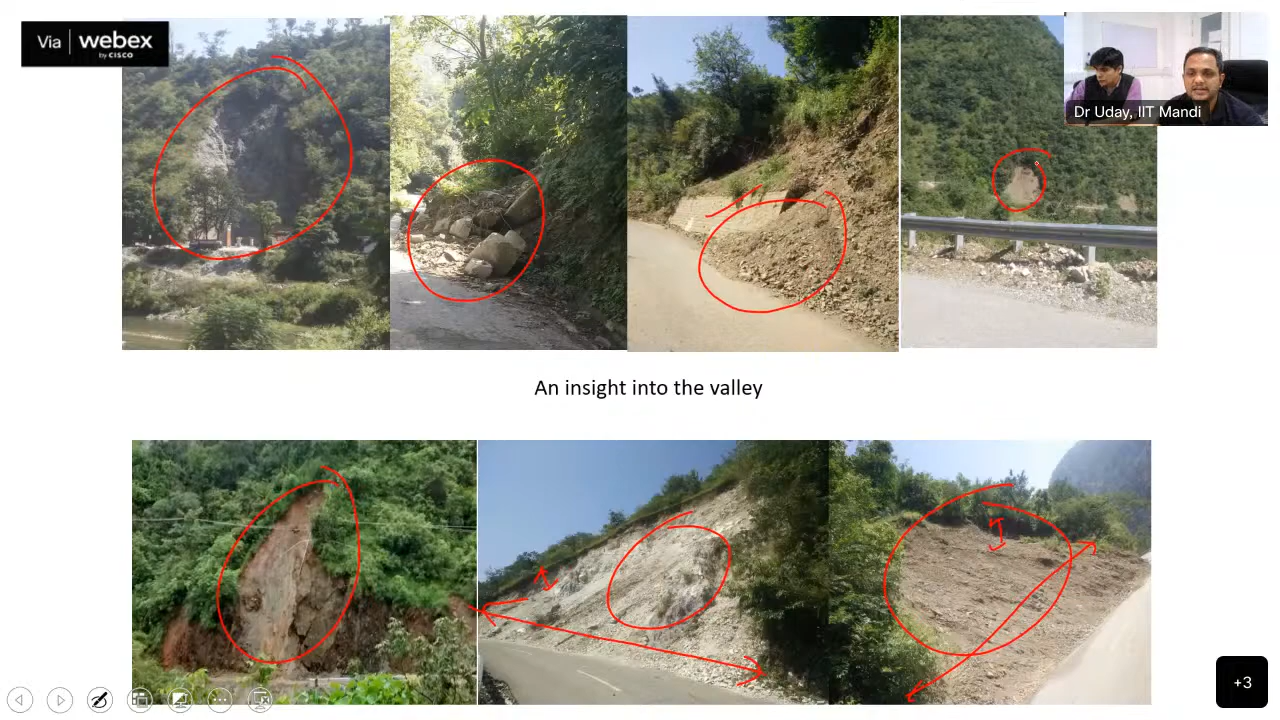 Via webex
by CISCO
Dr Uday, IIT Mandi
An insight into the valley
+3